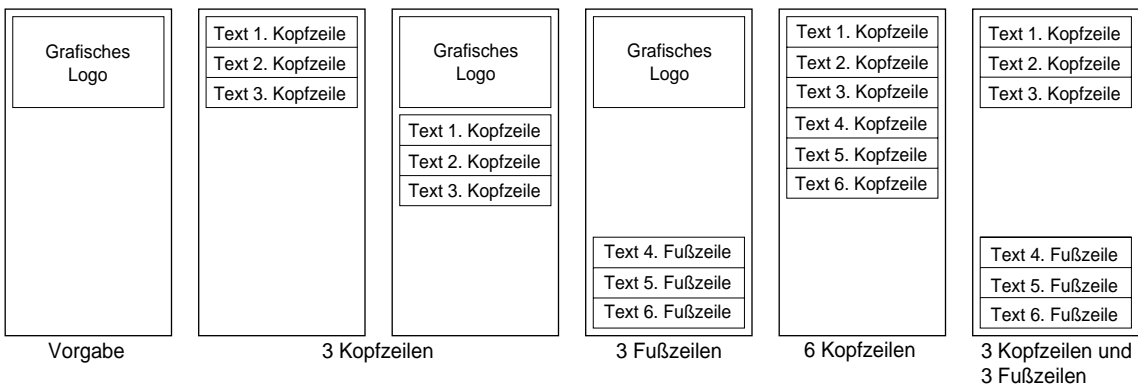 Grafisches
Logo
Vorgabe
Text 1. Kopfzeile
Text 2. Kopfzeile
Text 3. Kopfzeile
Grafisches
Logo
Text 1. Kopfzeile
Text 2. Kopfzeile
Text 3. Kopfzeile
3 Kopfzeilen
Grafisches
Logo
Text 4. Fußzeile
Text 5. Fußzeile
Text 6. Fußzeile
3 Fußzeilen
Text 1. Kopfzeile
Text 2. Kopfzeile
Text 3. Kopfzeile
Text 4. Kopfzeile
Text 5. Kopfzeile
Text 6. Kopfzeile
6 Kopfzeilen
Text 1. Kopfzeile
Text 2. Kopfzeile
Text 3. Kopfzeile
Text 4. Fußzeile
Text 5. Fußzeile
Text 6. Fußzeile
3 Kopfzeilen und
3 Fußzeilen